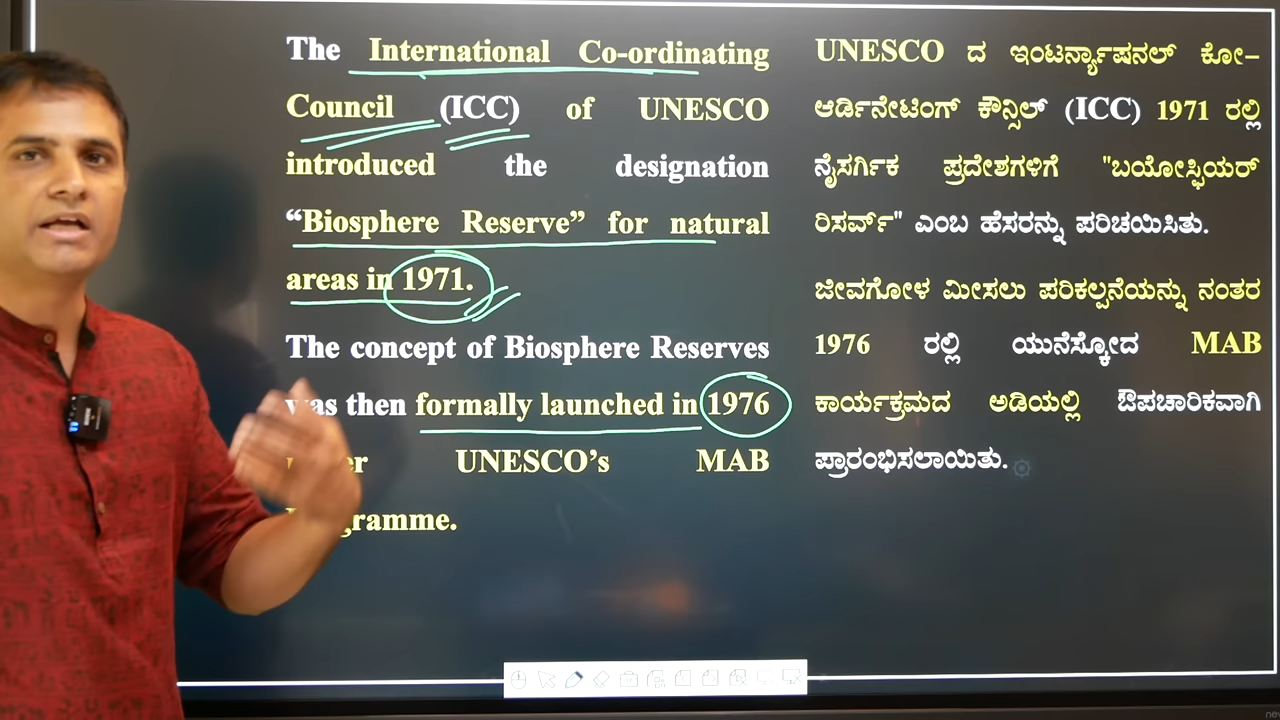 The International Co-ordinating
Council (ICC) of UNESCO
introduced the designation
“Biosphere Reserve” for natural
areas in 1971.
The concept of Biosphere Reserves
was then formally launched in 1976
UNESCO’s MAB
UNESCO ದ ಇಂಟರ್ನ್ಯಾಷನಲ್ ಕೋ-
ಆರ್ಡಿನೇಟಿಂಗ್ ಕೌನ್ಸಿಲ್ (ICC) 1971 ರಲ್ಲಿ
ನೈಸರ್ಗಿಕ ಪ್ರದೇಶಗಳಿಗೆ "ಬಯೋಸ್ಫಿಯರ್
ರಿಸರ್ವ್" ಎಂಬ ಹೆಸರನ್ನು ಪರಿಚಯಿಸಿತು.
ಜೀವಗೋಳ ಮೀಸಲು ಪರಿಕಲ್ಪನೆಯನ್ನು ನಂತರ
1976 ರಲ್ಲಿ ಯುನೆಸ್ಕೋದ MAB
ಕಾರ್ಯಕ್ರಮದ ಅಡಿಯಲ್ಲಿ ಔಪಚಾರಿಕವಾಗಿ
ಪ್ರಾರಂಭಿಸಲಾಯಿತು.